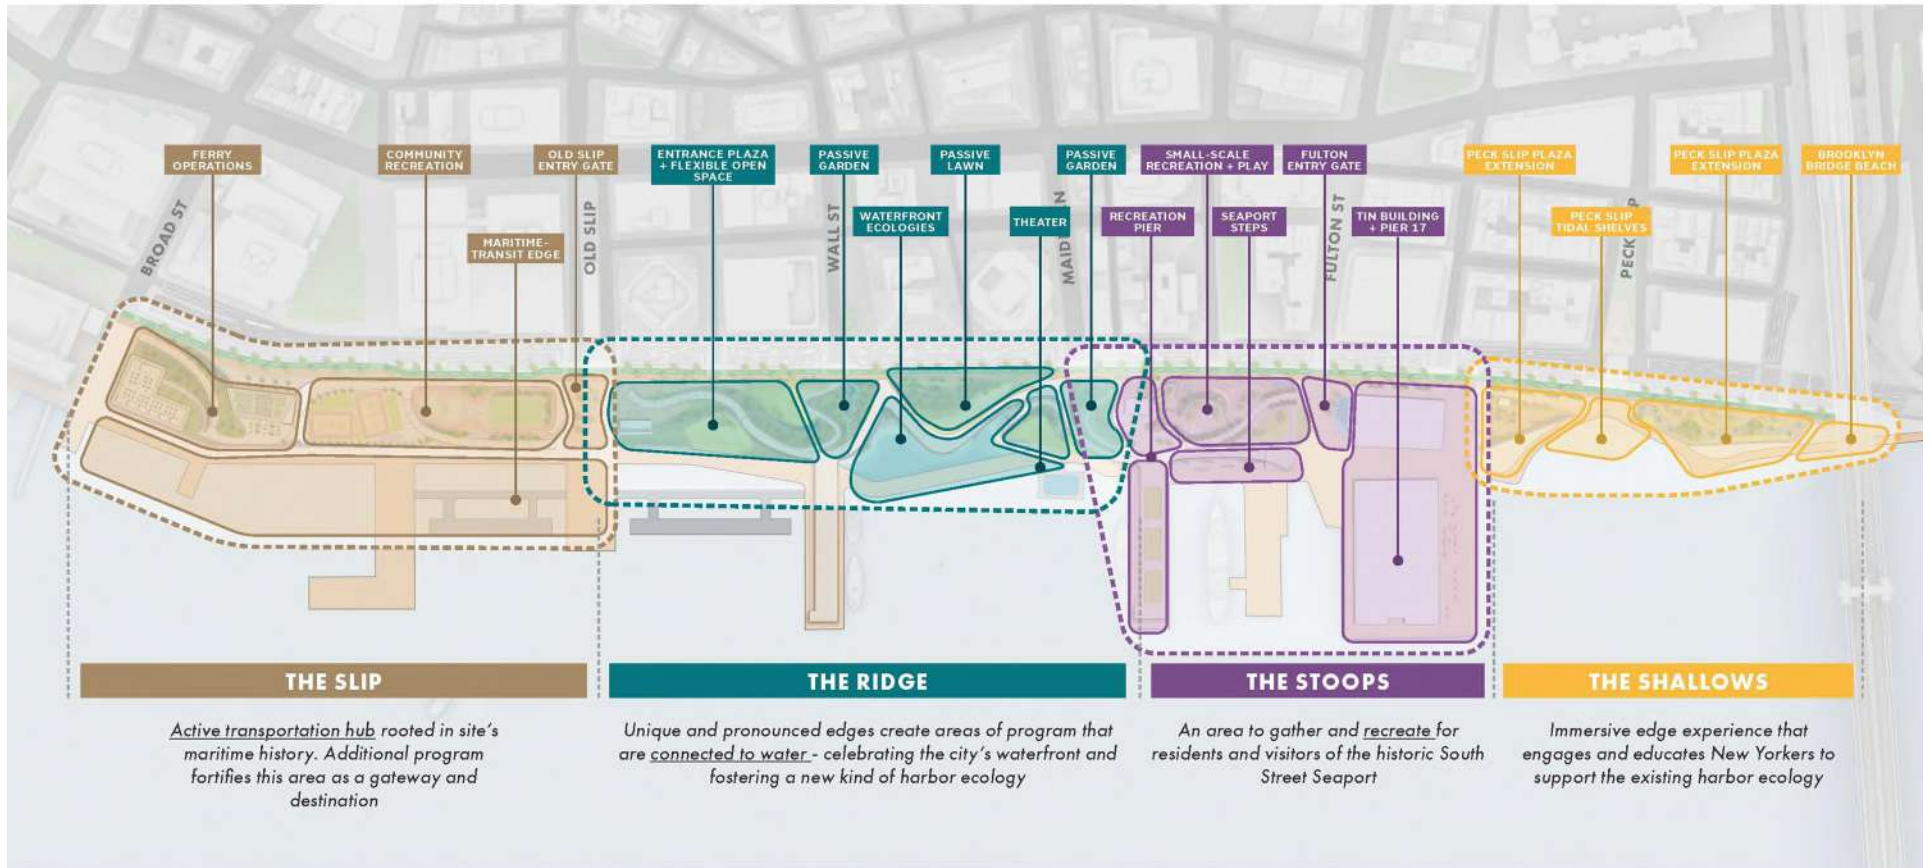 FERRY
OPERATIONS
COMMUNITY
RECREATION
OLD SLIP
ENTRY GATE
ENTRANCE PLAZA
+ FLEXIBLE OPEN
SPACE
PASSIVE
GARDEN
PASSIVE
LAWN
PASSIVE
GARDEN
SMALL-SCALE
RECREATION + PLAY
FULTON
ENTRY GATE
PECK SLIP PLAZA
EXTENSION
PECK SLIP PLAZA
EXTENSION
BROOKLYN
BRIDGE BEACH
MARITIME-
TRANSIT EDGE
WATERFRONT
ECOLOGIES
THEATER
RECREATION
PIER
SEAPORT
STEPS
TIN BUILDING
+ PIER 17
PECK SLIP
TIDAL SHELVES
BROAD ST
OLD SLIP
WALL ST
FULTON ST
PECK
THE SLIP
Active transportation hub rooted in site's
maritime history. Additional program
fortifies this area as a gateway and
destination
THE RIDGE
Unique and pronounced edges create areas of program that
are connected to water - celebrating the city's waterfront and
fostering a new kind of harbor ecology
THE STOOPS
An area to gather and recreate for
residents and visitors of the historic South
Street Seaport
THE SHALLOWS
Immersive edge experience that
engages and educates New Yorkers to
support the existing harbor ecology